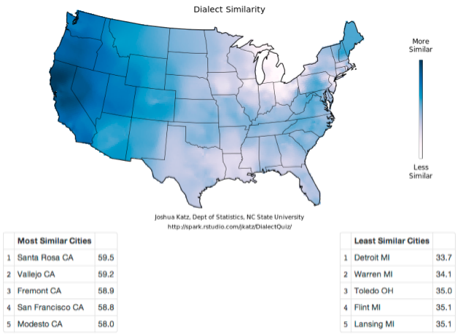 Dialect Similarity
More
Similar
Less
Similar
Joshua Katz, Dept of Statistics, NC State University
http://spark.rstudio.com/jkatz/DialectQuiz/
Most Similar Cities
1 Santa Rosa CA 59.5
2 Vallejo CA 59.2
3 Fremont CA 58.9
4 San Francisco CA 58.8
5 Modesto CA 58.0
Least Similar Cities
1 Detroit MI 33.7
2 Warren MI 34.1
3 Toledo OH 35.0
4 Flint MI 35.1
5 Lansing MI 35.1